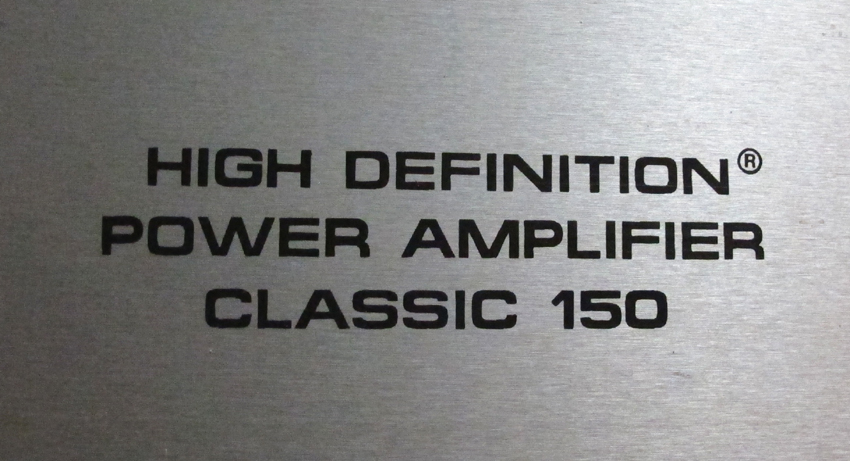 HIGH DEFINITION®
POWER AMPLIFIER
CLASSIC 150